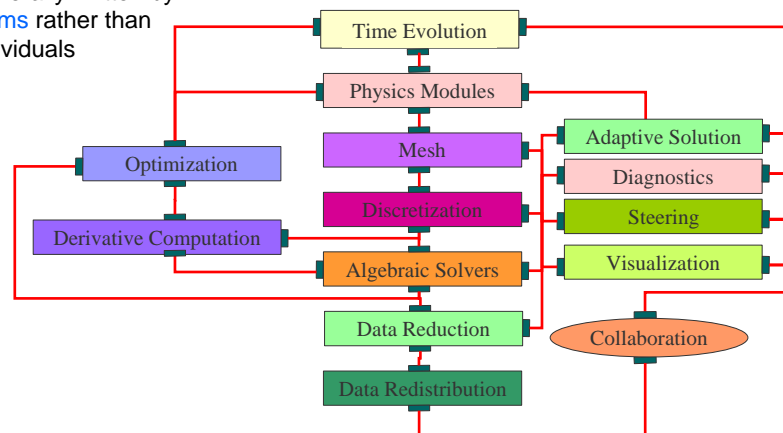 ms rather than
viduals
Time Evolution
Physics Modules
Optimization
Mesh
Adaptive Solution
Diagnostics
Derivative Computation
Discretization
Steering
Algebraic Solvers
Visualization
Data Reduction
Collaboration
Data Redistribution